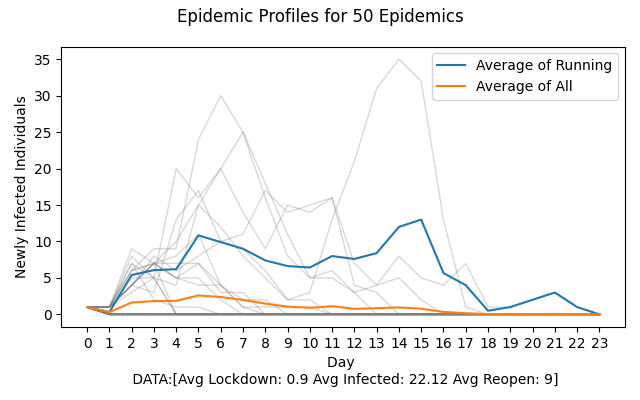 Epidemic Profiles for 50 Epidemics
Average of Running
Average of All
Newly Infected Individuals
35
30
25
20
15
10
5
0
0 1 2 3 4 5 6 7 8 9 10 11 12 13 14 15 16 17 18 19 20 21 22 23
Day
DATA:[Avg Lockdown: 0.9 Avg Infected: 22.12 Avg Reopen: 9]